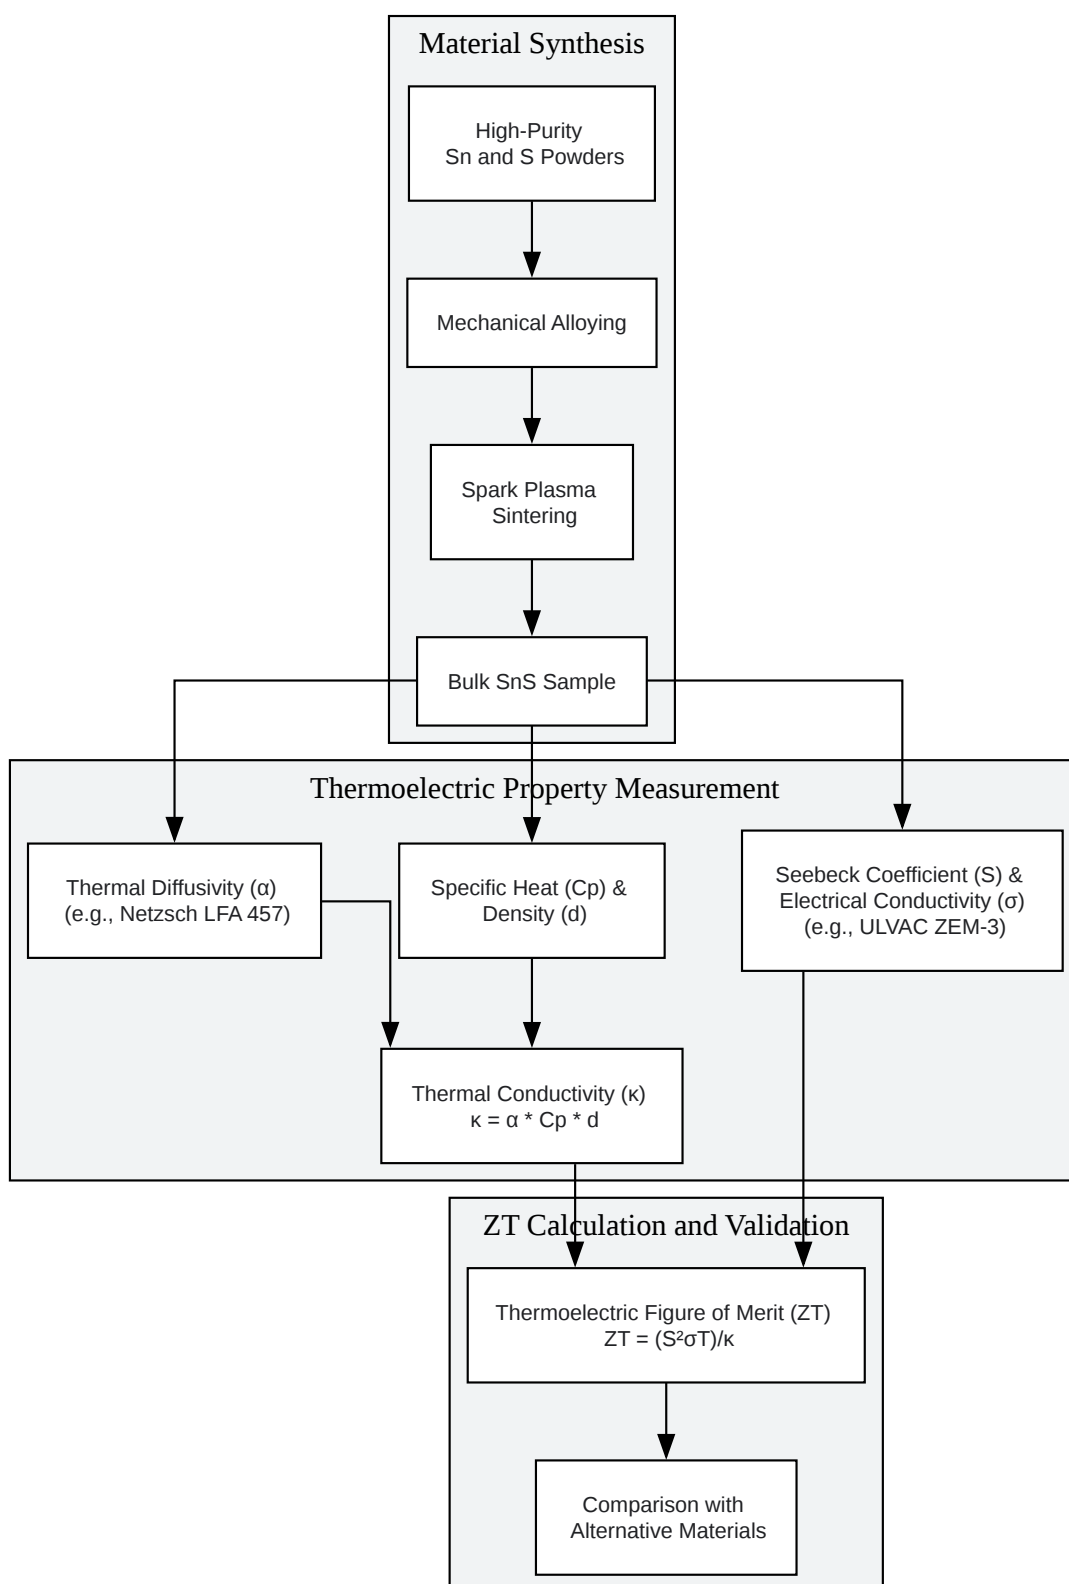 Material Synthesis
High-Purity
Sn and S Powders
Mechanical Alloying
Spark Plasma
Sintering
Bulk SnS Sample
Thermoelectric Property Measurement
Thermal Diffusivity (α)
(e.g., Netzsch LFA 457)
Specific Heat (Cp) &
Density (d)
Seebeck Coefficient (S) &
Electrical Conductivity (σ)
(e.g., ULVAC ZEM-3)
Thermal Conductivity (κ)
κ = α * Cp * d
ZT Calculation and Validation
Thermoelectric Figure of Merit (ZT)
ZT = (S²σT)/κ
Comparison with
Alternative Materials